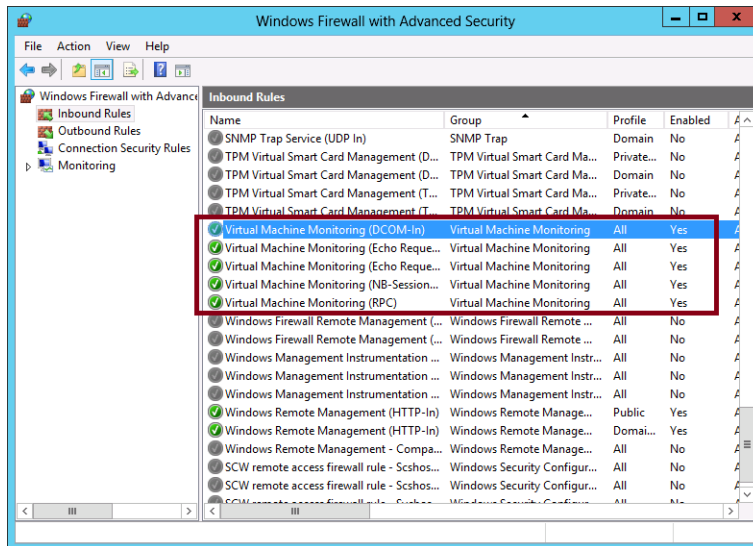 Windows Firewall with Advanced Security
File Action View Help
Windows Firewall with Advance
Inbound Rules
Outbound Rules
Connection Security Rules
Monitoring
Inbound Rules
Name Group Profile Enabled A
SNMP Trap Service (UDP In) SNMP Trap Domain No A
TPM Virtual Smart Card Management (D... TPM Virtual Smart Card Ma... Private... No A
TPM Virtual Smart Card Management (D... TPM Virtual Smart Card Ma... Domain No A
TPM Virtual Smart Card Management (T... TPM Virtual Smart Card Ma... Private... No A
TPM Virtual Smart Card Management (T... TPM Virtual Smart Card Ma... Domain No A
Virtual Machine Monitoring (DCOM-In) Virtual Machine Monitoring All Yes A
Virtual Machine Monitoring (Echo Reque... Virtual Machine Monitoring All Yes A
Virtual Machine Monitoring (Echo Reque... Virtual Machine Monitoring All Yes A
Virtual Machine Monitoring (NB-Session... Virtual Machine Monitoring All Yes A
Virtual Machine Monitoring (RPC) Virtual Machine Monitoring All Yes A
Windows Firewall Remote Management (... Windows Firewall Remote ... All No A
Windows Firewall Remote Management (... Windows Firewall Remote ... All No A
Windows Management Instrumentation ... Windows Management Instr... All No A
Windows Management Instrumentation ... Windows Management Instr... All No A
Windows Management Instrumentation ... Windows Management Instr... All No A
Windows Remote Management (HTTP-In) Windows Remote Manage... Public Yes A
Windows Remote Management (HTTP-In) Windows Remote Manage... Domai... Yes A
Windows Remote Management - Compa... Windows Remote Manage... All No A
SCW remote access firewall rule - Scshos... Windows Security Configur... All No A
SCW remote access firewall rule - Scshos... Windows Security Configur... All No A